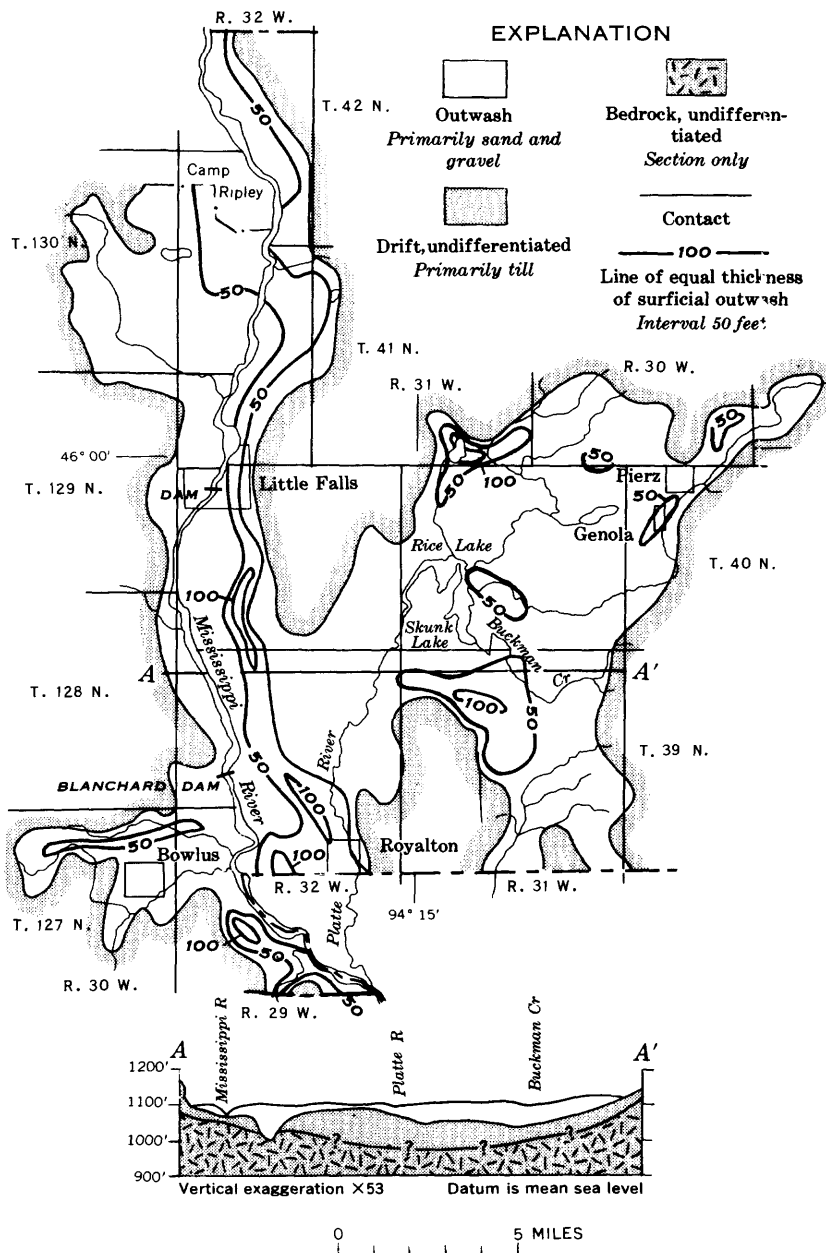 R. 32 W.
EXPLANATION
Outwash
Primarily sand and
gravel
Bedrock, undifferen-
tiated
Section only
Drift, undifferentiated
Primarily till
Contact
100
Line of equal thickness
of surficial outwash
Interval 50 feet
T. 42 N.
50
Camp
Ripley
T. 130 N.
50
T. 41 N.
R. 30 W.
R. 31 W.
50
50
46° 00'
50
100
50
Pierz
T. 129 N.
DAM
Little Falls
50
Genola
Rice Lake
T. 40 N.
100
50
Skunk
Lake
Buckman
Cr
Mississippi
River
A
A'
T. 128 N.
100
50
T. 39 N.
50
River
BLANCHARD DAM
100
50
Bowlus
Royalton
100
R. 32 W.
R. 31 W.
T. 127 N.
Platte
94° 15'
100
50
R. 30 W.
50
R. 29 W.
A
Mississippi R
Platte R
Buckman Cr
A'
1200'
1100'
1000'
900'
? ? ? ? ?
Vertical exaggeration X53
Datum is mean sea level
0 5 MILES